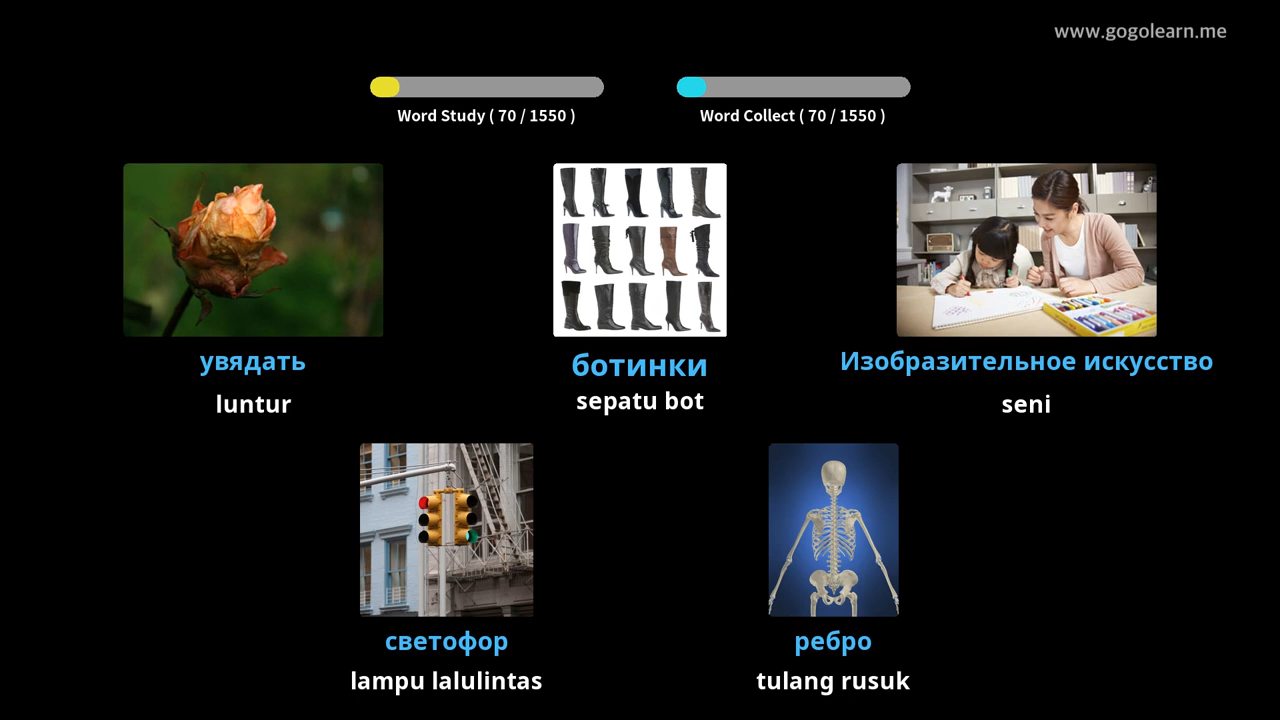 www.gogolearn.me
Word Study ( 70 / 1550 )
Word Collect ( 70 / 1550 )
увядать
luntur
ботинки
sepatu bot
Изобразительное искусство
seni
светофор
lampu lalulintas
ребро
tulang rusuk